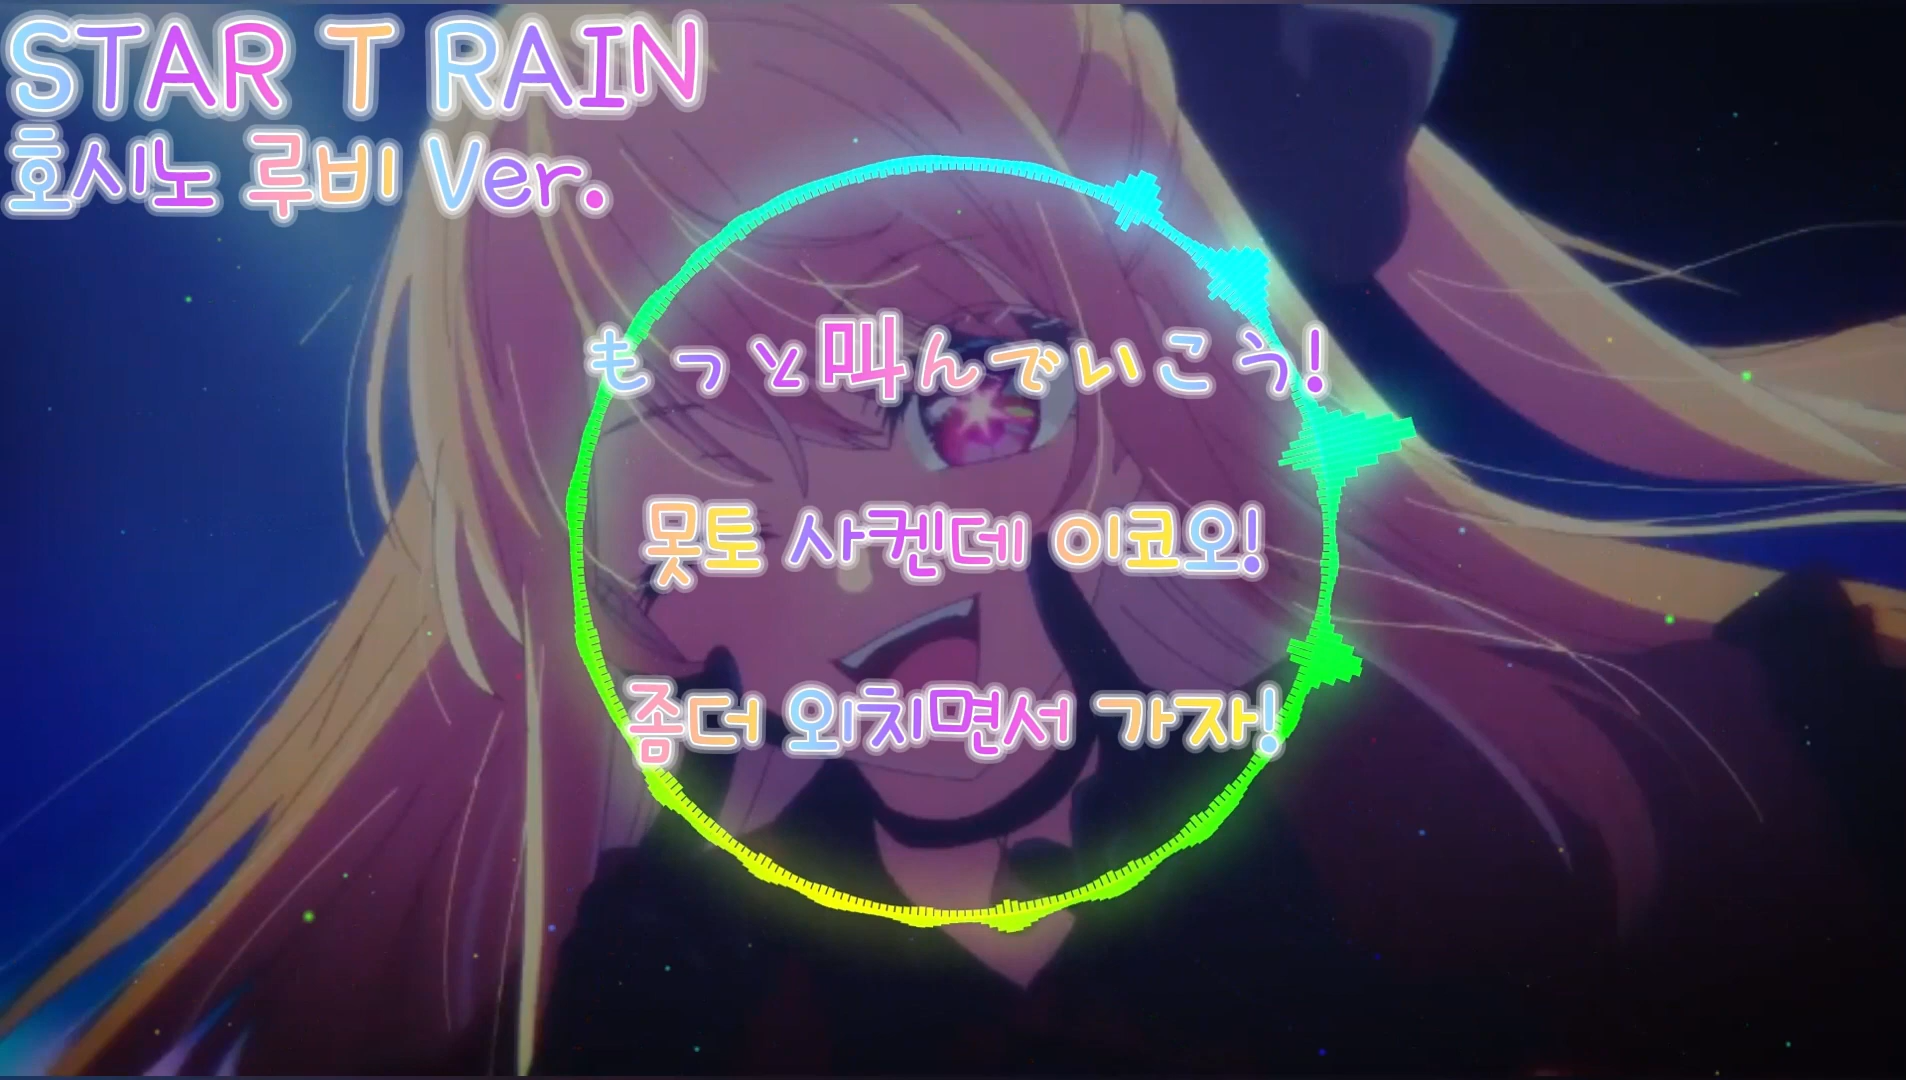 STAR T RAIN
호시노 루비 Ver.
もっと叫んでいこう!
못토 사켄데 이코오!
좀더 외치면서 가자!